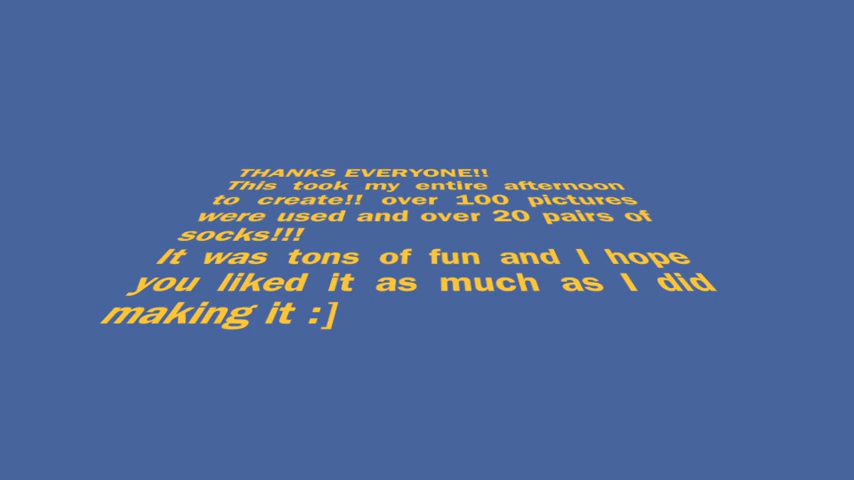 THANKS EVERYONE!!
This took my entire afternoon
to create!! over 100 pictures
were used and over 20 pairs of
socks!!!
It was tons of fun and I hope
you liked it as much as I did
making it :]